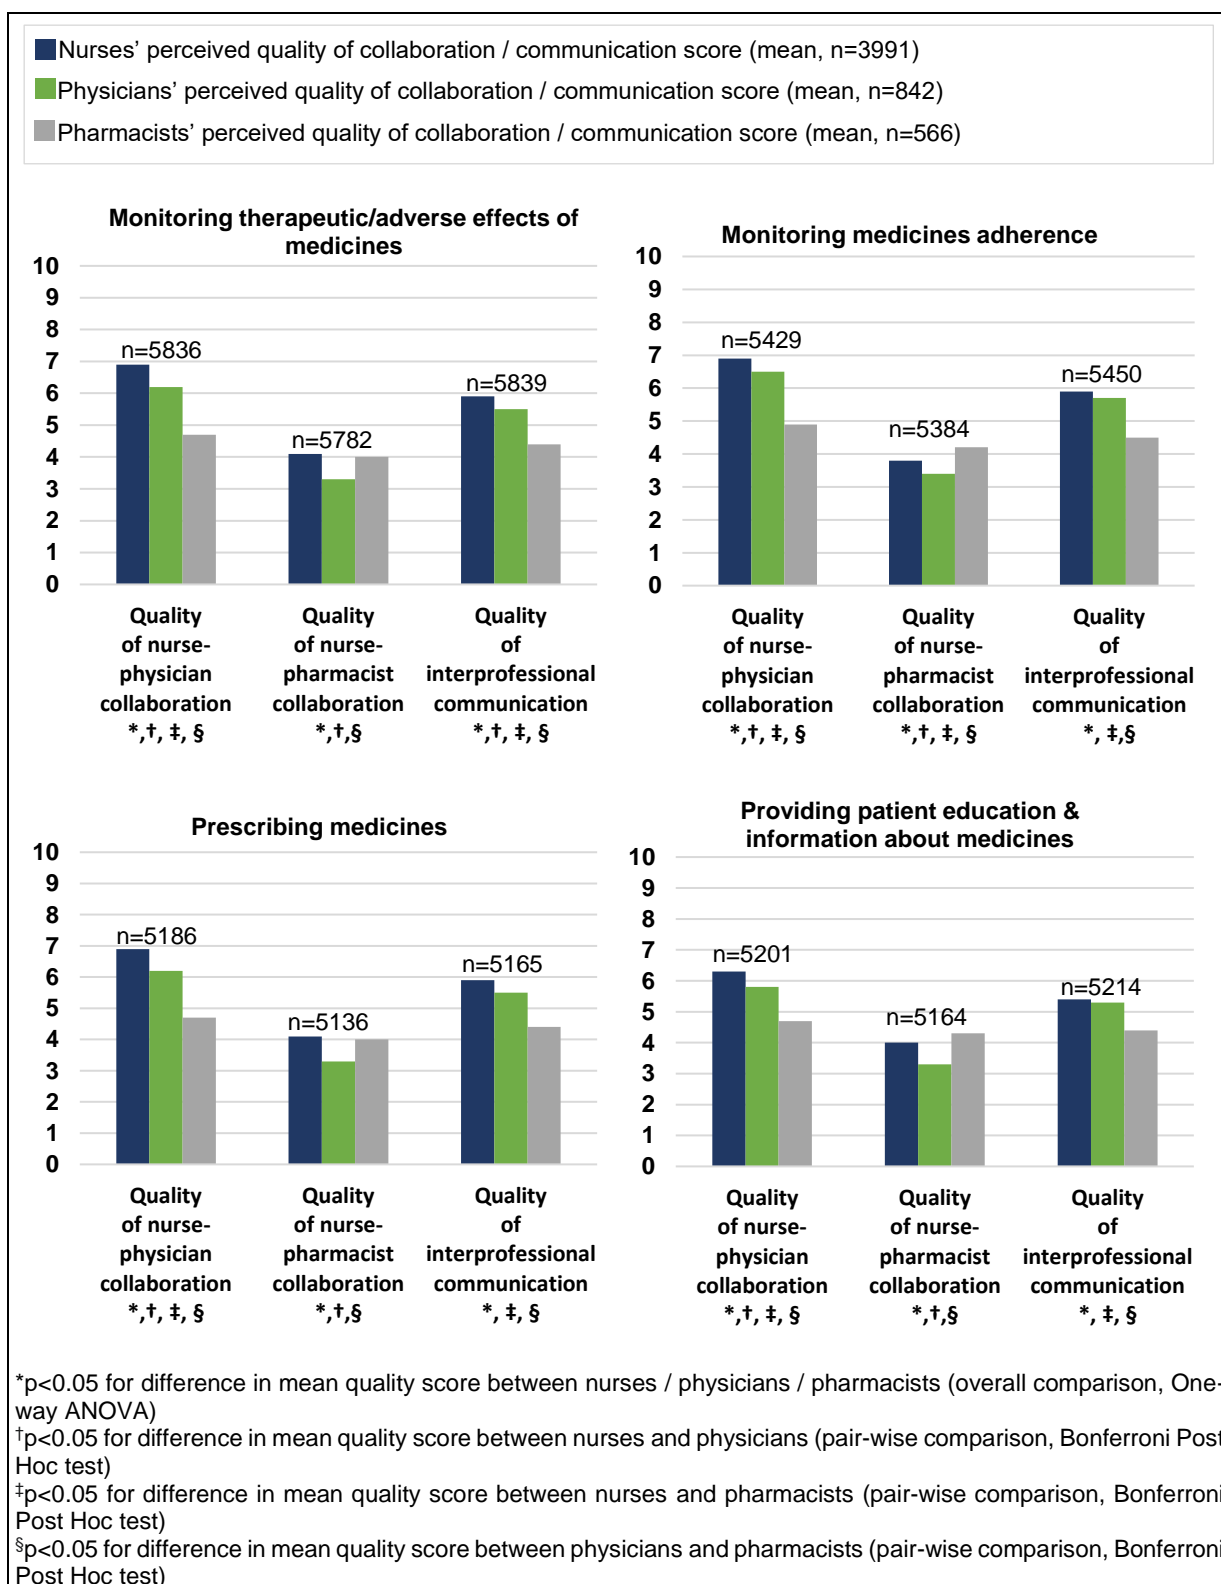 Nurses' perceived quality of collaboration / communication score (mean, n=3991)
Physicians' perceived quality of collaboration / communication score (mean, n=842)
Pharmacists' perceived quality of collaboration / communication score (mean, n=566)
Monitoring therapeutic/adverse effects of
medicines
10
9
8
7
6
5
4
3
2
1
0
n=5836
n=5782
n=5839
Quality
of nurse-
physician
collaboration
*,†, ‡, §
Quality
of nurse-
pharmacist
collaboration
*,†,§
Quality
of
interprofessional
communication
*,†, ‡, §
Monitoring medicines adherence
10
9
8
7
6
5
4
3
2
1
0
n=5429
n=5384
n=5450
Quality
of nurse-
physician
collaboration
*,†, ‡, §
Quality
of nurse-
pharmacist
collaboration
*,†, ‡, §
Quality
of
interprofessional
communication
*, ‡,§
Prescribing medicines
10
9
8
7
6
5
4
3
2
1
0
n=5186
n=5136
n=5165
Quality
of nurse-
physician
collaboration
*,†, ‡, §
Quality
of nurse-
pharmacist
collaboration
*,†,§
Quality
of
interprofessional
communication
*, ‡, §
Providing patient education &
information about medicines
10
9
8
7
6
5
4
3
2
1
0
n=5201
n=5164
n=5214
Quality
of nurse-
physician
collaboration
*,†, ‡, §
Quality
of nurse-
pharmacist
collaboration
*,†,§
Quality
of
interprofessional
communication
*, ‡, §
*p<0.05 for difference in mean quality score between nurses / physicians / pharmacists (overall comparison, One-
way ANOVA)
†p<0.05 for difference in mean quality score between nurses and physicians (pair-wise comparison, Bonferroni Post
Hoc test)
‡p<0.05 for difference in mean quality score between nurses and pharmacists (pair-wise comparison, Bonferroni
Post Hoc test)
§p<0.05 for difference in mean quality score between physicians and pharmacists (pair-wise comparison, Bonferroni
Post Hoc test)